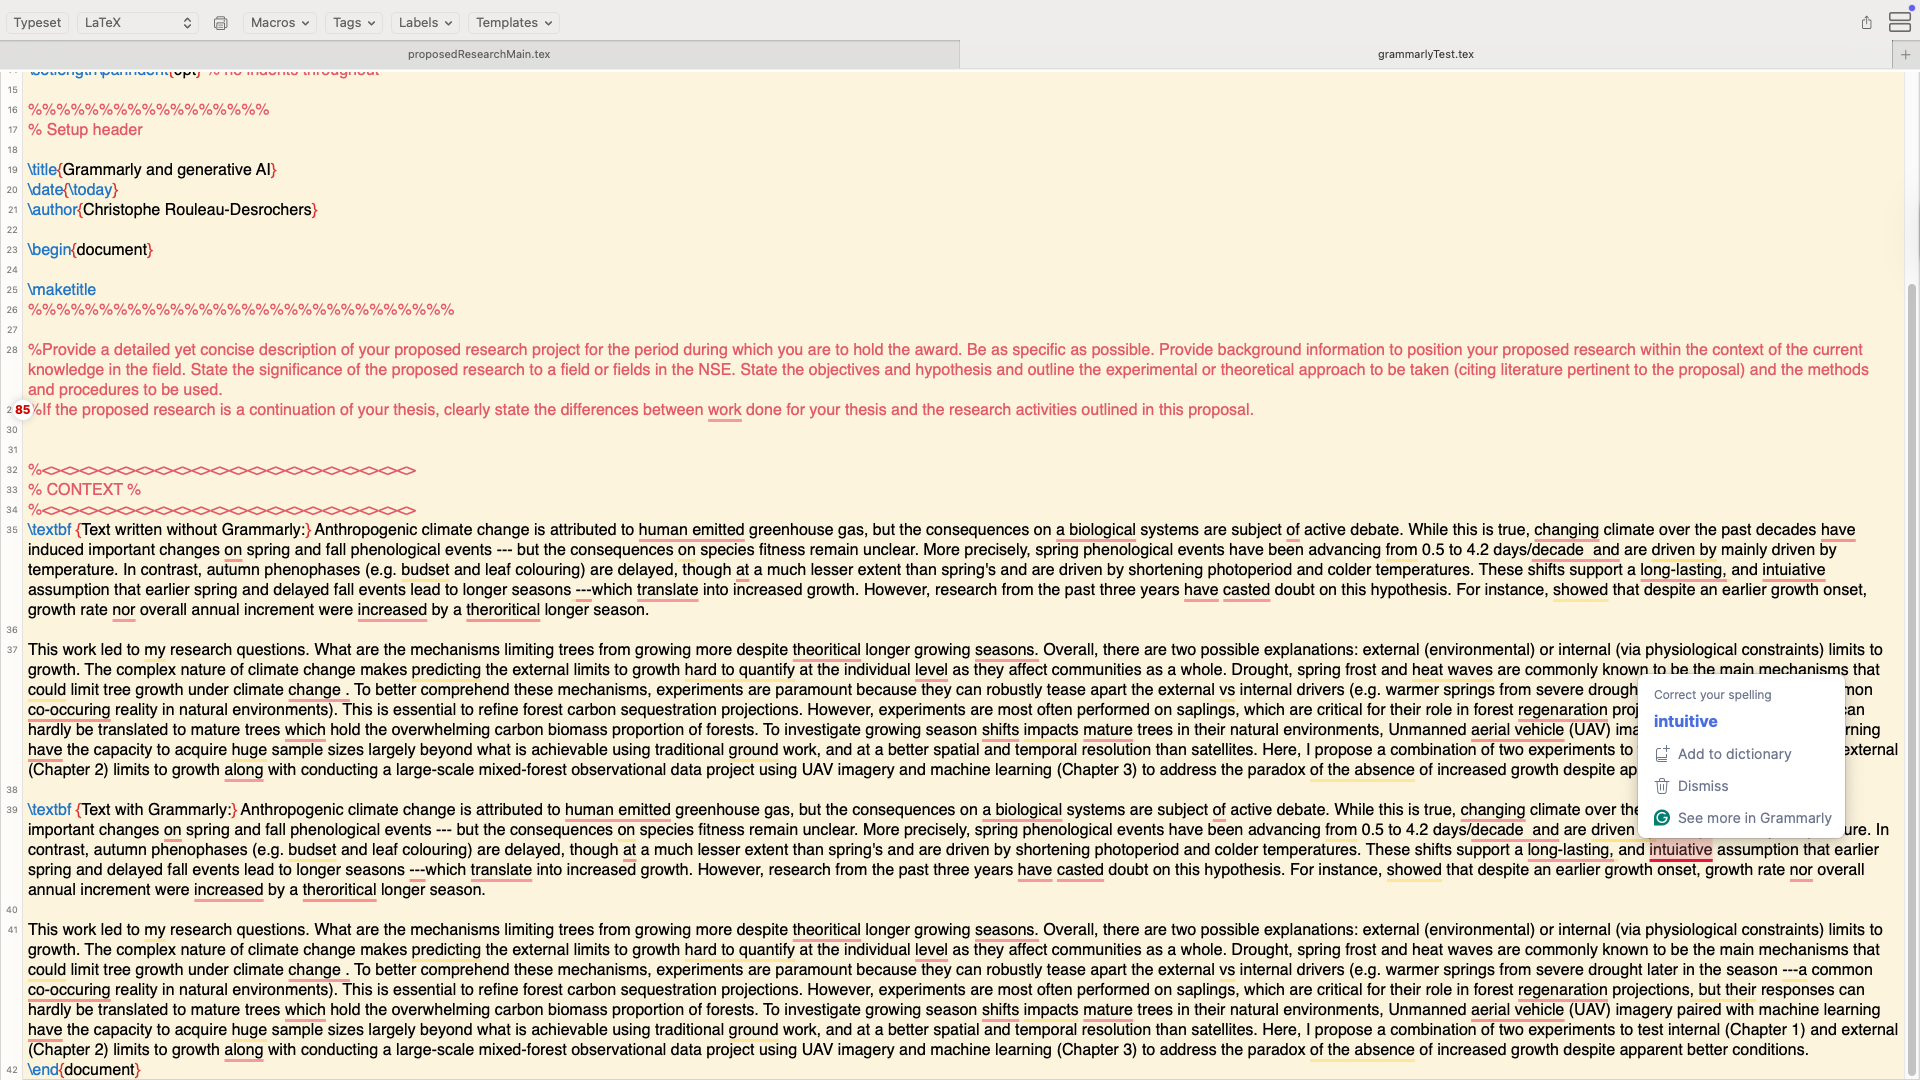 Typeset LaTeX Macros Tags Labels Templates
proposedResearchMain.tex grammarlyTest.tex +
15
16 %%%%%%%%%%%%%%%%%
17 % Setup header
18
19 \title{Grammarly and generative AI}
20 \date{\today}
21 \author{Christophe Rouleau-Desrochers}
22
23 \begin{document}
24
25 \maketitle
26 %%%%%%%%%%%%%%%%%%%%%%%%%%%%%%
27
28 %Provide a detailed yet concise description of your proposed research project for the period during which you are to hold the award. Be as specific as possible. Provide background information to position your proposed research within the context of the current
knowledge in the field. State the significance of the proposed research to a field or fields in the NSE. State the objectives and hypothesis and outline the experimental or theoretical approach to be taken (citing literature pertinent to the proposal) and the methods
and procedures to be used.
85 %If the proposed research is a continuation of your thesis, clearly state the differences between work done for your thesis and the research activities outlined in this proposal.
30
31
32 %<><><><><><><><><><><><><><><><><><><><>
33 % CONTEXT %
34 %<><><><><><><><><><><><><><><><><><><><>
35 \textbf {Text written without Grammarly:} Anthropogenic climate change is attributed to human emitted greenhouse gas, but the consequences on a biological systems are subject of active debate. While this is true, changing climate over the past decades have
induced important changes on spring and fall phenological events --- but the consequences on species fitness remain unclear. More precisely, spring phenological events have been advancing from 0.5 to 4.2 days/decade  and are driven by mainly driven by
temperature. In contrast, autumn phenophases (e.g. budset and leaf colouring) are delayed, though at a much lesser extent than spring's and are driven by shortening photoperiod and colder temperatures. These shifts support a long-lasting, and intuiative
assumption that earlier spring and delayed fall events lead to longer seasons ---which translate into increased growth. However, research from the past three years have casted doubt on this hypothesis. For instance, showed that despite an earlier growth onset,
growth rate nor overall annual increment were increased by a theroritical longer season.
36
37 This work led to my research questions. What are the mechanisms limiting trees from growing more despite theoritical longer growing seasons. Overall, there are two possible explanations: external (environmental) or internal (via physiological constraints) limits to
growth. The complex nature of climate change makes predicting the external limits to growth hard to quantify at the individual level as they affect communities as a whole. Drought, spring frost and heat waves are commonly known to be the main mechanisms that
could limit tree growth under climate change . To better comprehend these mechanisms, experiments are paramount because they can robustly tease apart the external vs internal drivers (e.g. warmer springs from severe drough mon
co-occuring reality in natural environments). This is essential to refine forest carbon sequestration projections. However, experiments are most often performed on saplings, which are critical for their role in forest regenaration proj can
hardly be translated to mature trees which hold the overwhelming carbon biomass proportion of forests. To investigate growing season shifts impacts mature trees in their natural environments, Unmanned aerial vehicle (UAV) ima rning
have the capacity to acquire huge sample sizes largely beyond what is achievable using traditional ground work, and at a better spatial and temporal resolution than satellites. Here, I propose a combination of two experiments to external
(Chapter 2) limits to growth along with conducting a large-scale mixed-forest observational data project using UAV imagery and machine learning (Chapter 3) to address the paradox of the absence of increased growth despite ap
Correct your spelling
intuitive
Add to dictionary
Dismiss
See more in Grammarly
38
39 \textbf {Text with Grammarly:} Anthropogenic climate change is attributed to human emitted greenhouse gas, but the consequences on a biological systems are subject of active debate. While this is true, changing climate over the
important changes on spring and fall phenological events --- but the consequences on species fitness remain unclear. More precisely, spring phenological events have been advancing from 0.5 to 4.2 days/decade  and are driven ure. In
contrast, autumn phenophases (e.g. budset and leaf colouring) are delayed, though at a much lesser extent than spring's and are driven by shortening photoperiod and colder temperatures. These shifts support a long-lasting, and intuiative assumption that earlier
spring and delayed fall events lead to longer seasons ---which translate into increased growth. However, research from the past three years have casted doubt on this hypothesis. For instance, showed that despite an earlier growth onset, growth rate nor overall
annual increment were increased by a theroritical longer season.
40
41 This work led to my research questions. What are the mechanisms limiting trees from growing more despite theoritical longer growing seasons. Overall, there are two possible explanations: external (environmental) or internal (via physiological constraints) limits to
growth. The complex nature of climate change makes predicting the external limits to growth hard to quantify at the individual level as they affect communities as a whole. Drought, spring frost and heat waves are commonly known to be the main mechanisms that
could limit tree growth under climate change . To better comprehend these mechanisms, experiments are paramount because they can robustly tease apart the external vs internal drivers (e.g. warmer springs from severe drought later in the season ---a common
co-occuring reality in natural environments). This is essential to refine forest carbon sequestration projections. However, experiments are most often performed on saplings, which are critical for their role in forest regenaration projections, but their responses can
hardly be translated to mature trees which hold the overwhelming carbon biomass proportion of forests. To investigate growing season shifts impacts mature trees in their natural environments, Unmanned aerial vehicle (UAV) imagery paired with machine learning
have the capacity to acquire huge sample sizes largely beyond what is achievable using traditional ground work, and at a better spatial and temporal resolution than satellites. Here, I propose a combination of two experiments to test internal (Chapter 1) and external
(Chapter 2) limits to growth along with conducting a large-scale mixed-forest observational data project using UAV imagery and machine learning (Chapter 3) to address the paradox of the absence of increased growth despite apparent better conditions.
42 \end{document}